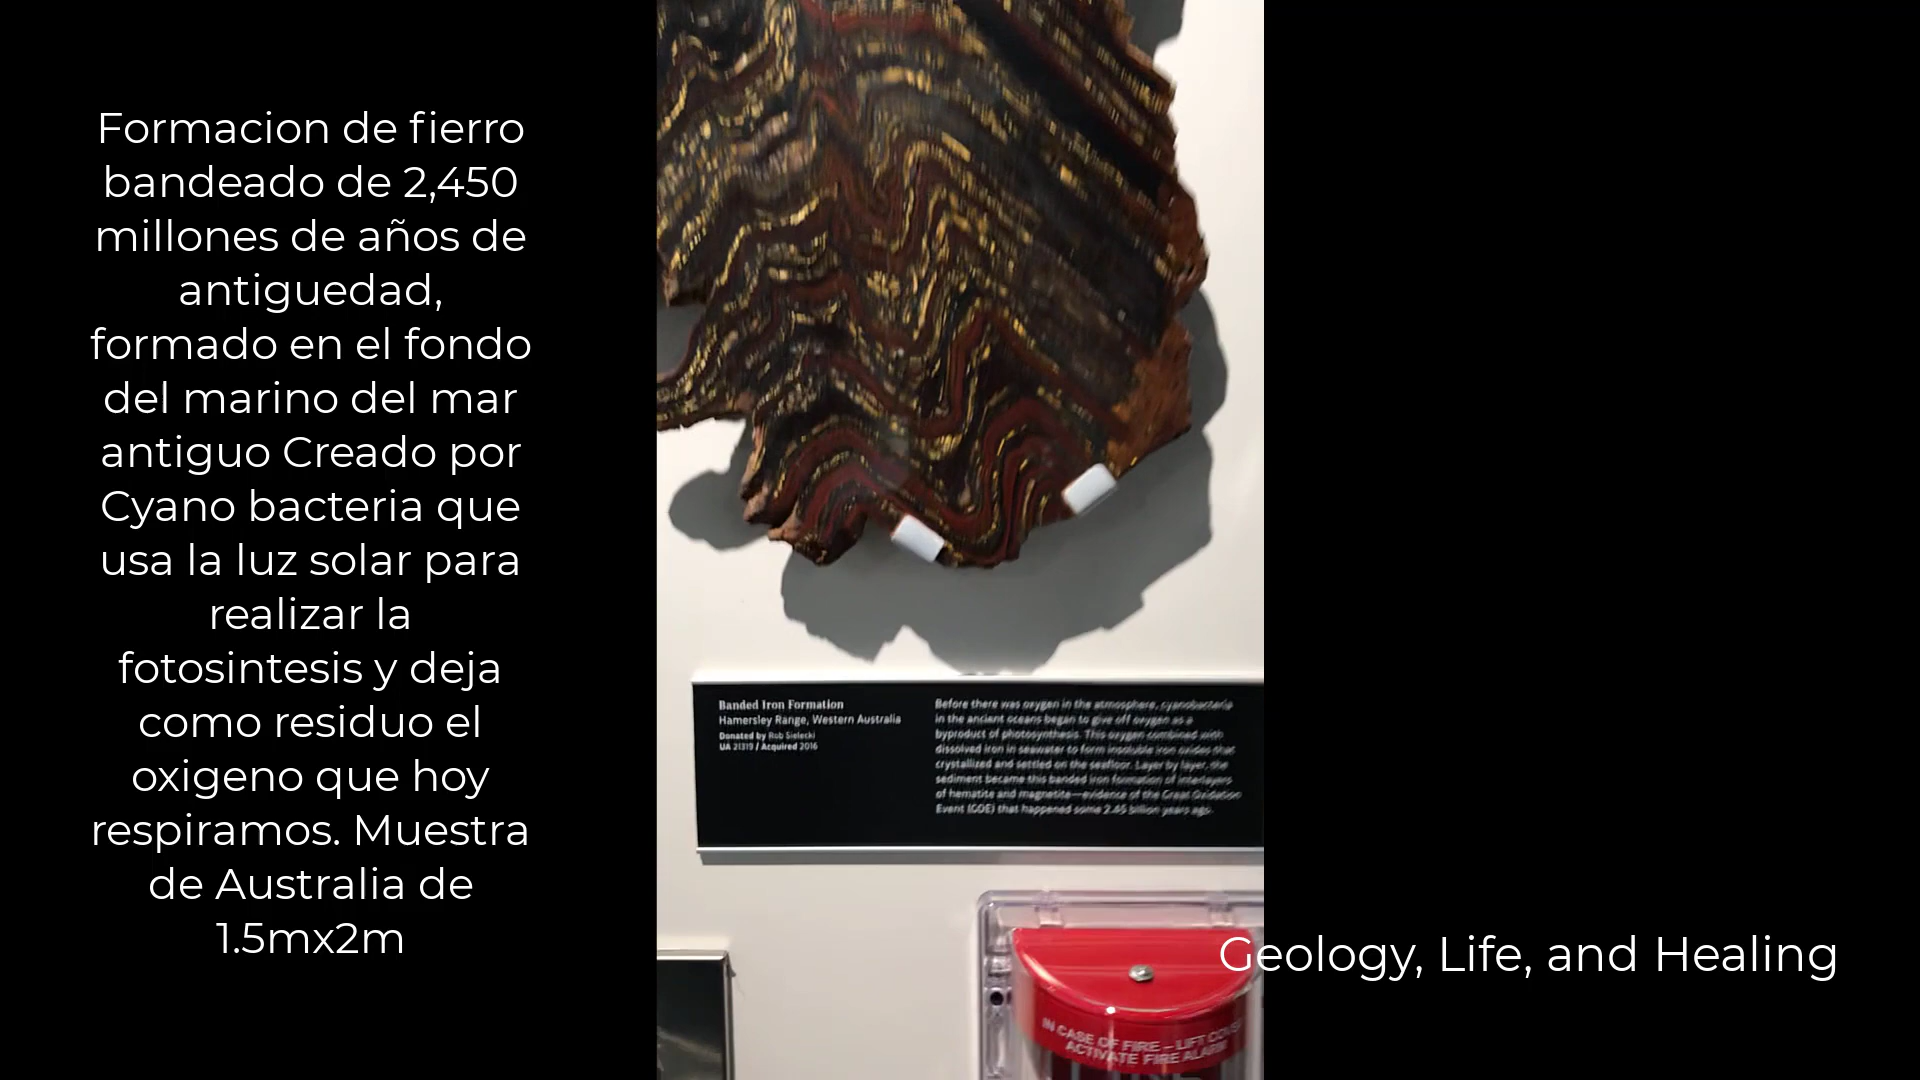 Formacion de fierro
bandeado de 2,450
millones de años de
antiguedad,
formado en el fondo
del marino del mar
antiguo Creado por
Cyano bacteria que
usa la luz solar para
realizar la
fotosintesis y deja
como residuo el
oxigeno que hoy
respiramos. Muestra
de Australia de
1.5mx2m
Banded Iron Formation
Hamersley Range, Western Australia
Donated by Rob Sielecki
UA 21319 / Acquired 2016
Before there was oxygen in the atmosphere, cyanobacteria
in the ancient oceans began to give off oxygen as a
byproduct of photosynthesis. This oxygen combined with
dissolved iron in seawater to form insoluble iron oxides that
crystallized and settled on the seafloor. Layer by layer, the
sediment became this banded iron formation of interlayers
of hematite and magnetite—evidence of the Great Oxidation
Event (GOE) that happened some 2.45 billion years ago.
Geology, Life, and Healing
IN CASE OF FIRE – LIFT COVER
ACTIVATE FIRE ALARM